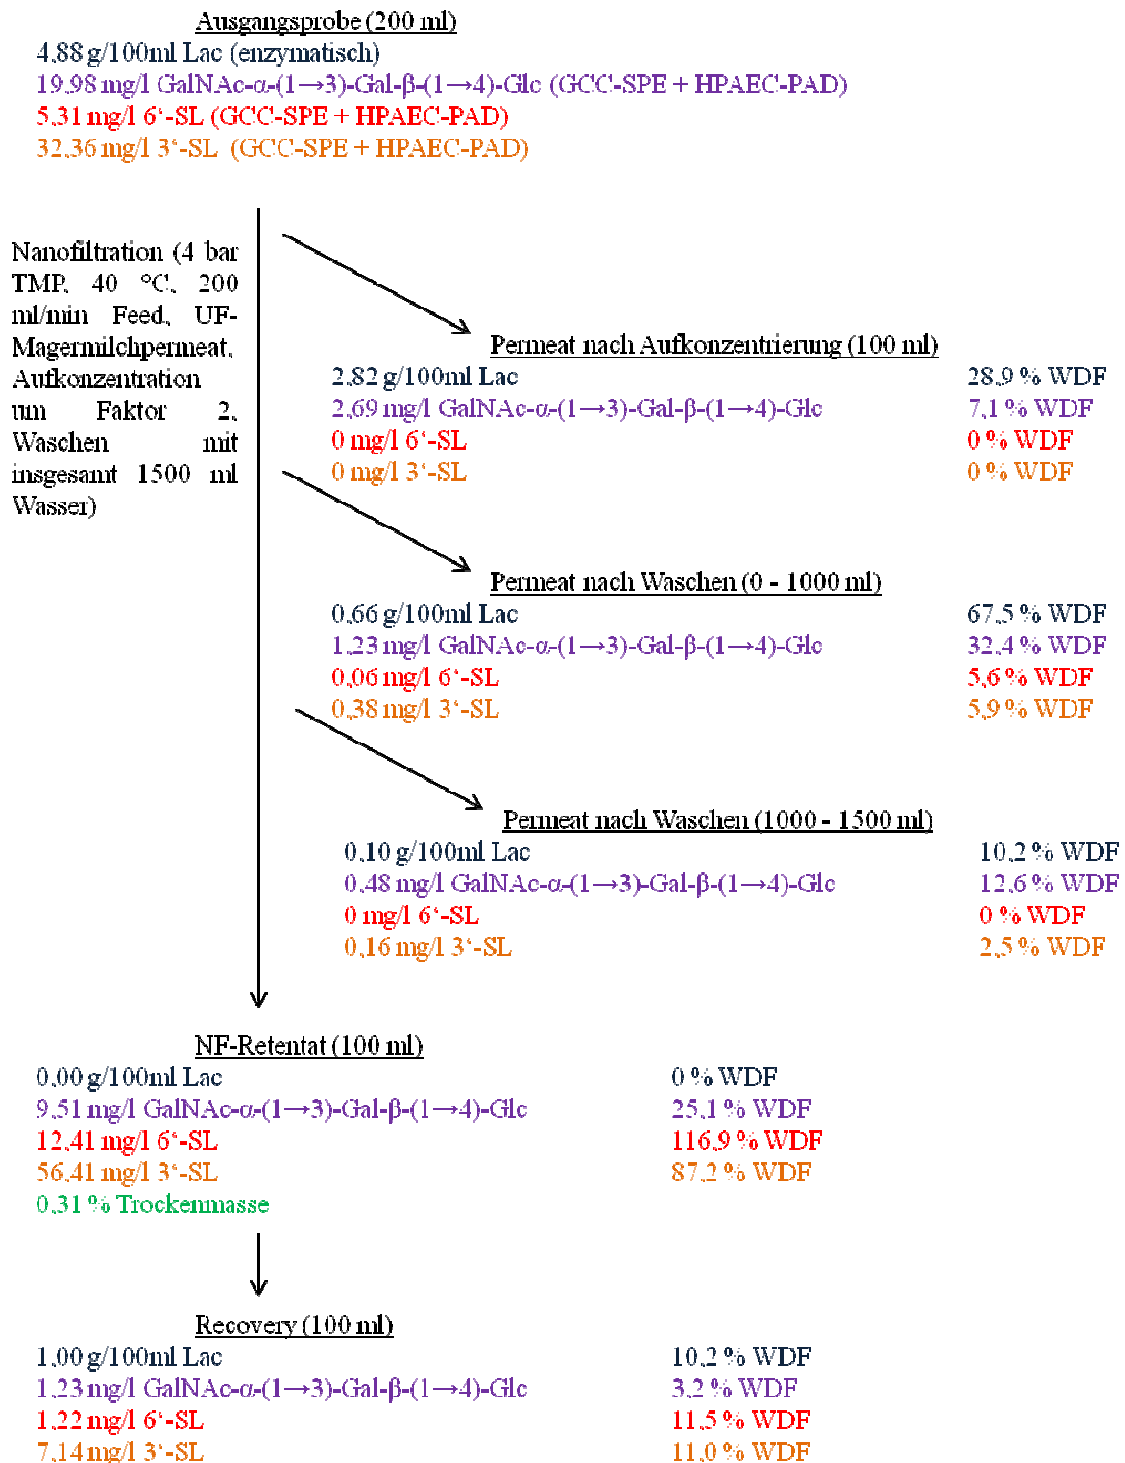 Ausgangsprobe (200 ml)
4,88 g/100ml Lac (enzymatisch)
19,98 mg/l GalNAc-α-(1→3)-Gal-β-(1→4)-Glc (GCC-SPE + HPAEC-PAD)
5,31 mg/l 6‘-SL (GCC-SPE + HPAEC-PAD)
32,36 mg/l 3‘-SL (GCC-SPE + HPAEC-PAD)
Nanofiltration (4 bar
TMP, 40 °C, 200
ml/min Feed, UF-
Magermilchpermeat,
Aufkonzentration
um Faktor 2,
Waschen mit
insgesamt 1500 ml
Wasser)
Permeat nach Aufkonzentrierung (100 ml)
2,82 g/100ml Lac 28,9 % WDF
2,69 mg/l GalNAc-α-(1→3)-Gal-β-(1→4)-Glc 7,1 % WDF
0 mg/l 6‘-SL 0 % WDF
0 mg/l 3‘-SL 0 % WDF
Permeat nach Waschen (0 - 1000 ml)
0,66 g/100ml Lac 67,5 % WDF
1,23 mg/l GalNAc-α-(1→3)-Gal-β-(1→4)-Glc 32,4 % WDF
0,06 mg/l 6‘-SL 5,6 % WDF
0,38 mg/l 3‘-SL 5,9 % WDF
Permeat nach Waschen (1000 - 1500 ml)
0,10 g/100ml Lac 10,2 % WDF
0,48 mg/l GalNAc-α-(1→3)-Gal-β-(1→4)-Glc 12,6 % WDF
0 mg/l 6‘-SL 0 % WDF
0,16 mg/l 3‘-SL 2,5 % WDF
NF-Retentat (100 ml)
0,00 g/100ml Lac 0 % WDF
9,51 mg/l GalNAc-α-(1→3)-Gal-β-(1→4)-Glc 25,1 % WDF
12,41 mg/l 6‘-SL 116,9 % WDF
56,41 mg/l 3‘-SL 87,2 % WDF
0,31 % Trockenmasse
Recovery (100 ml)
1,00 g/100ml Lac 10,2 % WDF
1,23 mg/l GalNAc-α-(1→3)-Gal-β-(1→4)-Glc 3,2 % WDF
1,22 mg/l 6‘-SL 11,5 % WDF
7,14 mg/l 3‘-SL 11,0 % WDF